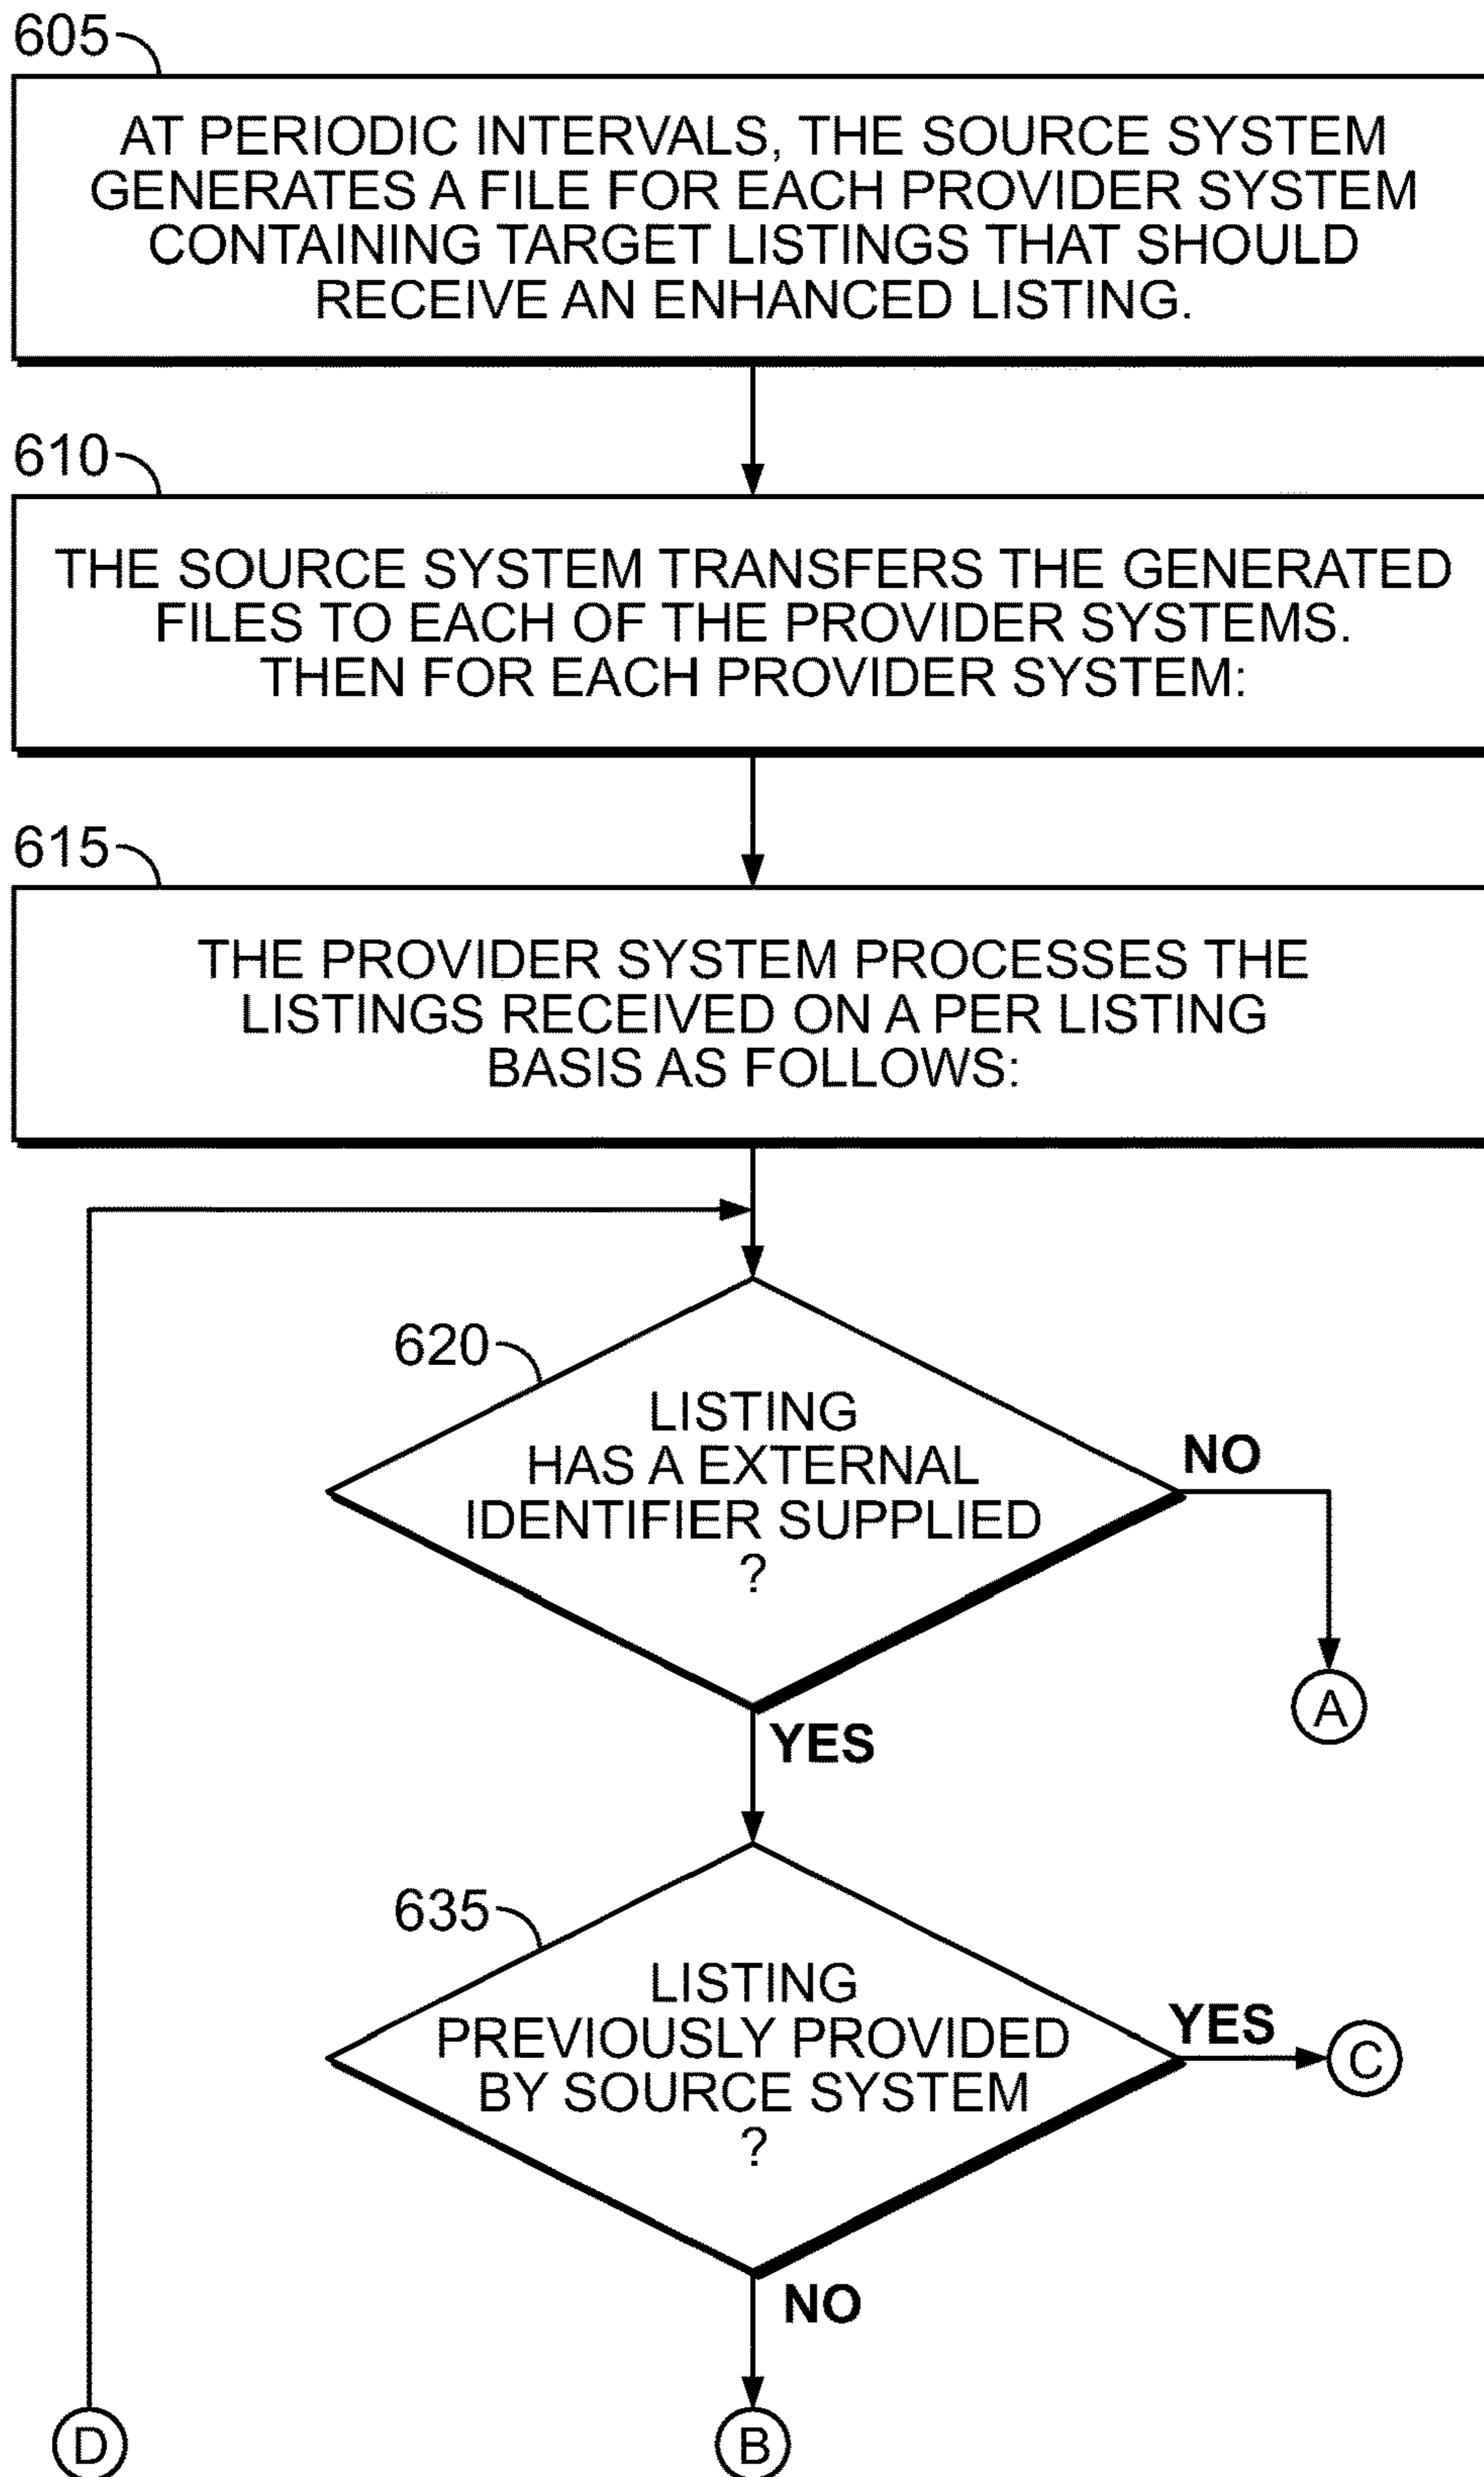 605
AT PERIODIC INTERVALS, THE SOURCE SYSTEM
GENERATES A FILE FOR EACH PROVIDER SYSTEM
CONTAINING TARGET LISTINGS THAT SHOULD
RECEIVE AN ENHANCED LISTING.
610
THE SOURCE SYSTEM TRANSFERS THE GENERATED
FILES TO EACH OF THE PROVIDER SYSTEMS.
THEN FOR EACH PROVIDER SYSTEM:
615
THE PROVIDER SYSTEM PROCESSES THE
LISTINGS RECEIVED ON A PER LISTING
BASIS AS FOLLOWS:
620
LISTING
HAS A EXTERNAL
IDENTIFIER SUPPLIED
?
NO
A
YES
635
LISTING
PREVIOUSLY PROVIDED
BY SOURCE SYSTEM
?
YES
C
NO
D
B